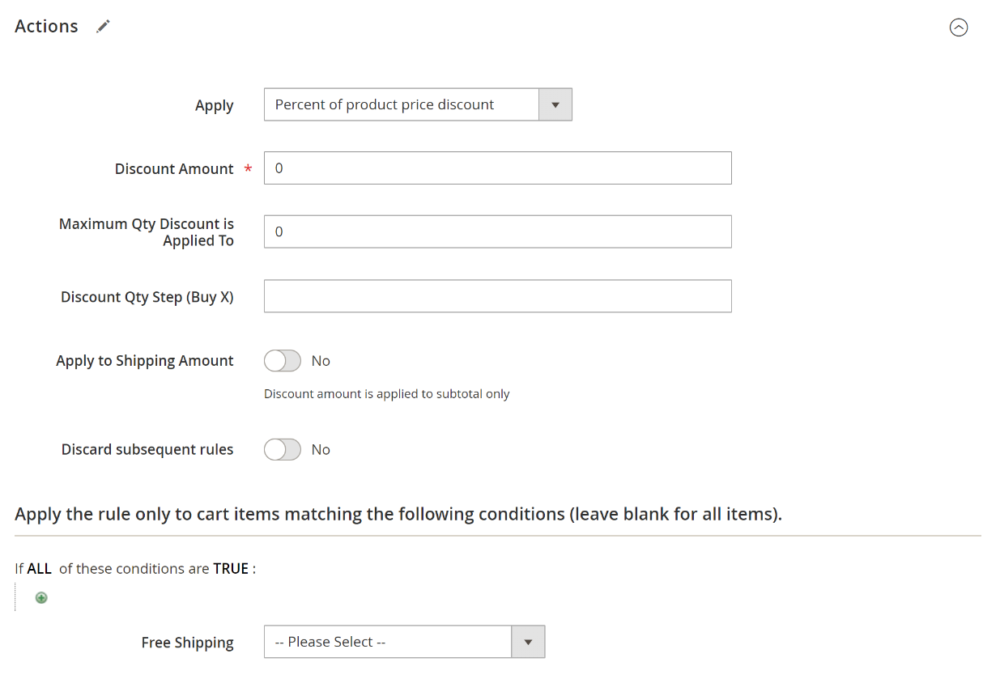 Actions
Apply
Percent of product price discount
Discount Amount *
0
Maximum Qty Discount is
Applied To
0
Discount Qty Step (Buy X)
Apply to Shipping Amount
No
Discount amount is applied to subtotal only
Discard subsequent rules
No
Apply the rule only to cart items matching the following conditions (leave blank for all items).
If ALL of these conditions are TRUE :
Free Shipping
-- Please Select --